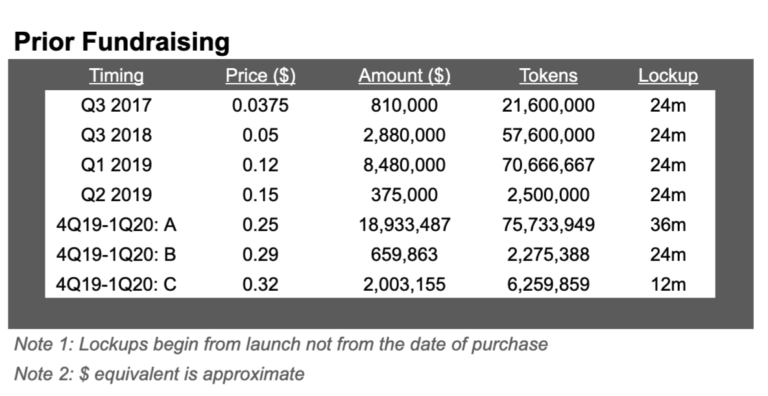 Prior Fundraising
Timing Price ($) Amount ($) Tokens Lockup
Q3 2017 0.0375 810,000 21,600,000 24m
Q3 2018 0.05 2,880,000 57,600,000 24m
Q1 2019 0.12 8,480,000 70,666,667 24m
Q2 2019 0.15 375,000 2,500,000 24m
4Q19-1Q20: A 0.25 18,933,487 75,733,949 36m
4Q19-1Q20: B 0.29 659,863 2,275,388 24m
4Q19-1Q20: C 0.32 2,003,155 6,259,859 12m
Note 1: Lockups begin from launch not from the date of purchase
Note 2: $ equivalent is approximate